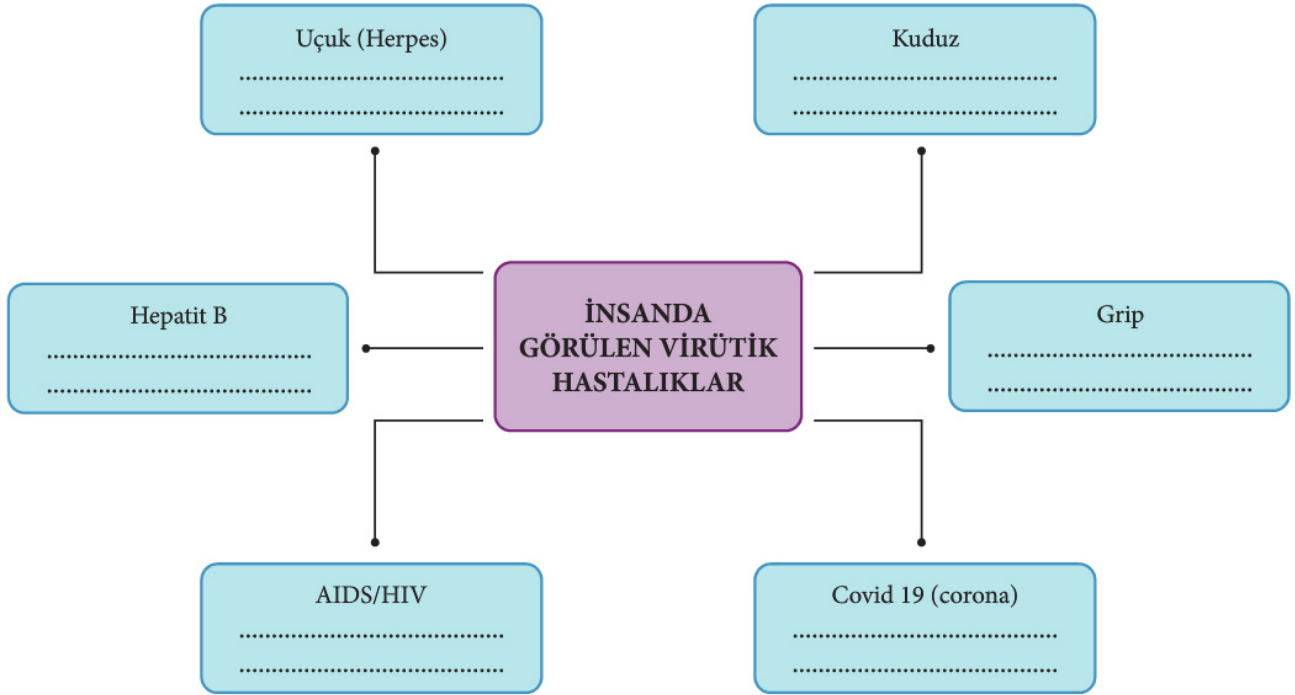 Uçuk (Herpes)
..........................................
..........................................
Kuduz
..........................................
..........................................
Hepatit B
..........................................
..........................................
İNSANDA
GÖRÜLEN VİRÜTİK
HASTALIKLAR
Grip
..........................................
..........................................
AIDS/HIV
..........................................
..........................................
Covid 19 (corona)
..........................................
..........................................